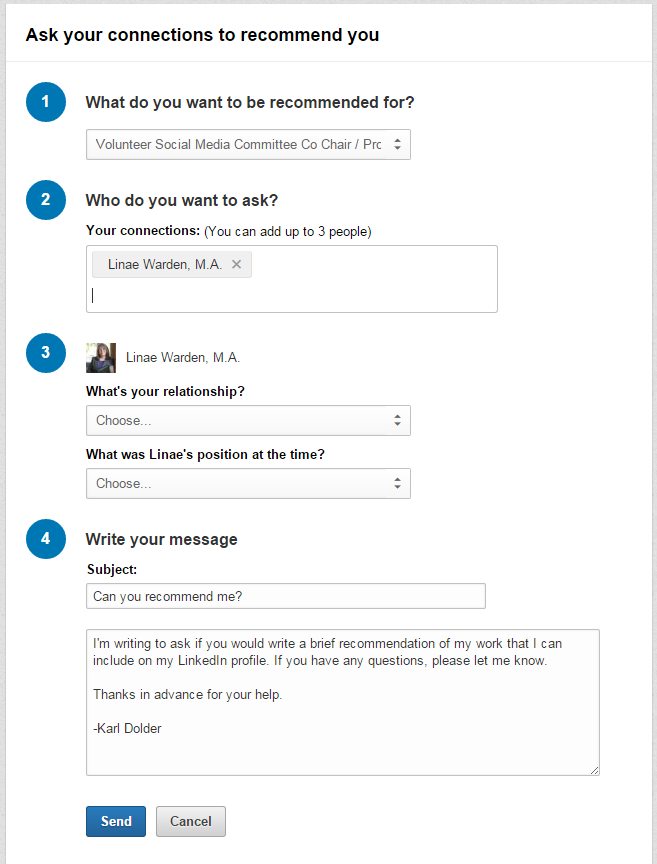 Ask your connections to recommend you
1
What do you want to be recommended for?
Volunteer Social Media Committee Co Chair / Prc
2
Who do you want to ask?
Your connections: (You can add up to 3 people)
Linae Warden, M.A. ×
3
Linae Warden, M.A.
What's your relationship?
Choose...
What was Linae's position at the time?
Choose...
4
Write your message
Subject:
Can you recommend me?
I'm writing to ask if you would write a brief recommendation of my work that I can
include on my LinkedIn profile. If you have any questions, please let me know.
Thanks in advance for your help.
-Karl Dolder
Send Cancel